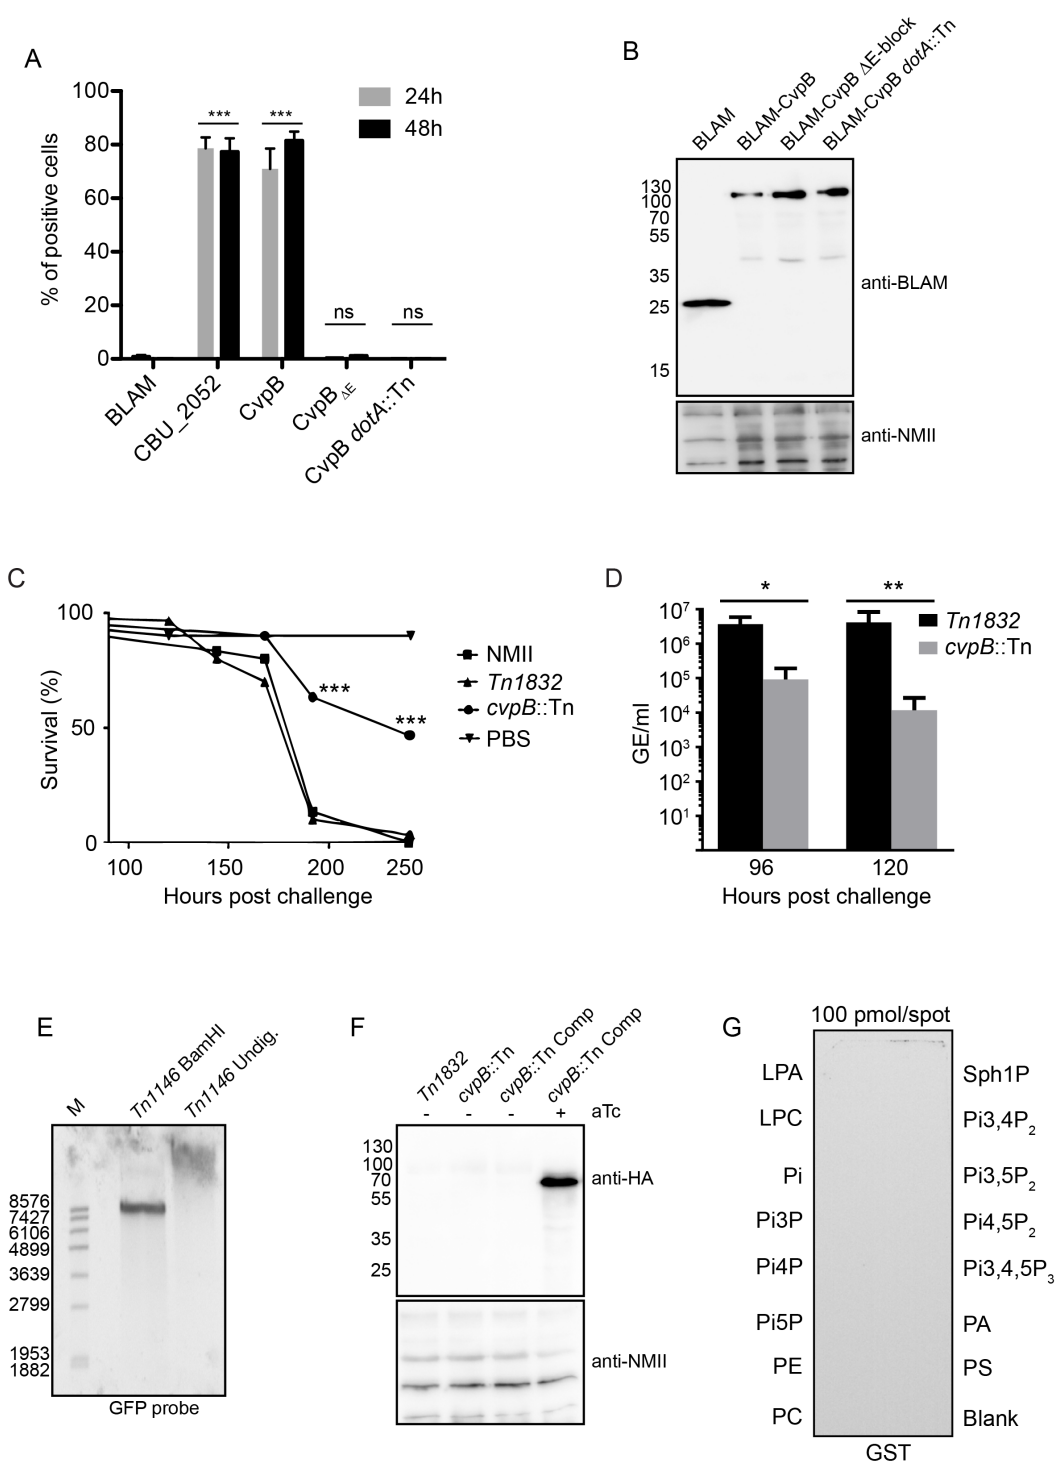 A
100
80
60
40
20
0
% of positive cells
24h
48h
***
***
ns
ns
BLAM
CBU_2052
CvpB
CvpB ΔE
CvpB dotA::Tn
B
BLAM
BLAM-CvpB
BLAM-CvpB ΔE-block
BLAM-CvpB dotA::Tn
130
100
70
55
35
25
15
anti-BLAM
anti-NMII
C
100
50
0
Survival (%)
100
150
200
250
Hours post challenge
***
***
NMII
Tn1832
cvpB::Tn
PBS
D
*
**
10^7
10^6
10^5
10^4
10^3
10^2
10^1
GE/ml
Tn1832
cvpB::Tn
96
120
Hours post challenge
E
M
Tn1146 BamHI
Tn1146 Undig.
8576
7427
6106
4899
3639
2799
1953
1882
GFP probe
F
Tn1832
cvpB::Tn
cvpB::Tn Comp
cvpB::Tn Comp
- - - + aTc
130
100
70
55
35
25
anti-HA
anti-NMII
G
100 pmol/spot
LPA
LPC
Pi
Pi3P
Pi4P
Pi5P
PE
PC
Sph1P
Pi3,4P2
Pi3,5P2
Pi4,5P2
Pi3,4,5P3
PA
PS
Blank
GST